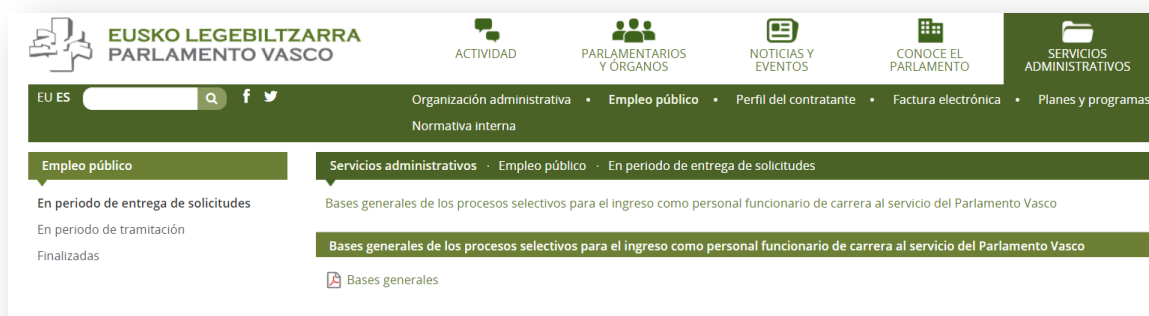 EUSKO LEGEBILTZARRA
PARLAMENTO VASCO
ACTIVIDAD
PARLAMENTARIOS
Y ÓRGANOS
NOTICIAS Y
EVENTOS
CONOCE EL
PARLAMENTO
SERVICIOS
ADMINISTRATIVOS
EU ES
Organización administrativa • Empleo público • Perfil del contratante • Factura electrónica • Planes y programas
Normativa interna
Empleo público
En periodo de entrega de solicitudes
En periodo de tramitación
Finalizadas
Servicios administrativos · Empleo público · En periodo de entrega de solicitudes
Bases generales de los procesos selectivos para el ingreso como personal funcionario de carrera al servicio del Parlamento Vasco
Bases generales de los procesos selectivos para el ingreso como personal funcionario de carrera al servicio del Parlamento Vasco
Bases generales